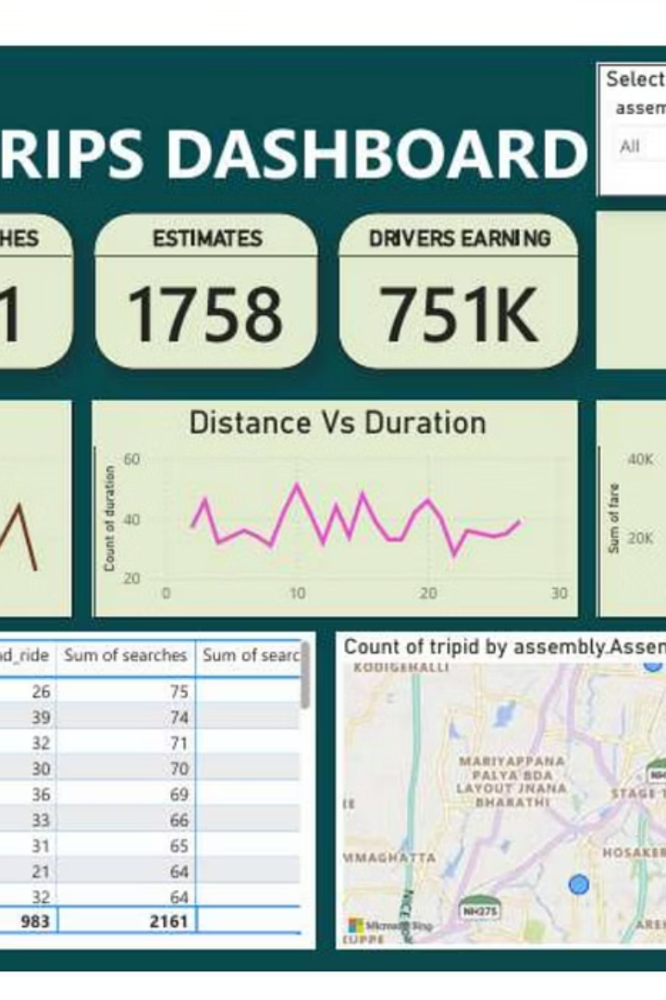 Select
assem
All
RIPS DASHBOARD
HES
1
ESTIMATES
1758
DRIVERS EARNING
751K
Distance Vs Duration
Count of duration
60
40
20
0
10
20
30
Sum of fare
40K
20K
nd_ride Sum of searches Sum of searc
26 75
39 74
32 71
30 70
36 69
33 66
31 65
21 64
32 64
983 2161
Count of tripid by assembly.Assem
KODIGEHALLI
MARIYAPPANA
PALYA BDA
LAYOUT JNANA
BHARATHI
NH
STAGE
MMAGHATTA
HOSAKER
NH275
Microsoft Bing
ARE